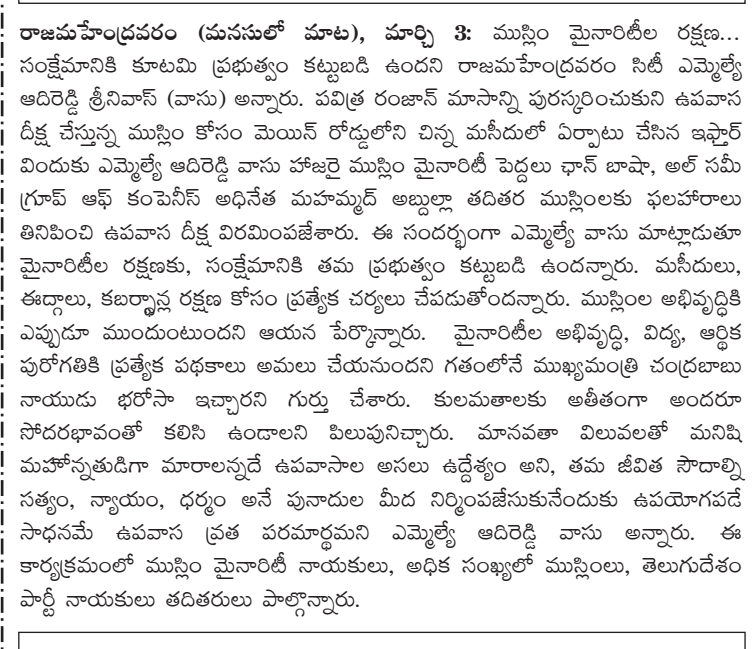 రాజమహేంద్రవరం (మనసులో మాట), మార్చి 3: ముస్లిం మైనారిటీల రక్షణ...
సంక్షేమానికి కూటమి ప్రభుత్వం కట్టుబడి ఉందని రాజమహేంద్రవరం సిటీ ఎమ్మెల్యే
ఆదిరెడ్డి శ్రీనివాస్ (వాసు) అన్నారు. పవిత్ర రంజాన్ మాసాన్ని పురస్కరించుకుని ఉపవాస
దీక్ష చేస్తున్న ముస్లిం కోసం మెయిన్ రోడ్డులోని చిన్న మసీదులో ఏర్పాటు చేసిన ఇఫ్తార్
విందుకు ఎమ్మెల్యే ఆదిరెడ్డి వాసు హాజరై ముస్లిం మైనారిటీ పెద్దలు ఛాన్ బాషా, అల్ సమీ
గ్రూప్ ఆఫ్ కంపెనీస్ అధినేత మహమ్మద్ అబ్దుల్లా తదితర ముస్లింలకు ఫలహారాలు
తినిపించి ఉపవాస దీక్ష విరమింపజేశారు. ఈ సందర్భంగా ఎమ్మెల్యే వాసు మాట్లాడుతూ
మైనారిటీల రక్షణకు, సంక్షేమానికి తమ ప్రభుత్వం కట్టుబడి ఉందన్నారు. మసీదులు,
ఈద్గాలు, కబర్స్థాన్ల రక్షణ కోసం ప్రత్యేక చర్యలు చేపడుతోందన్నారు. ముస్లింల అభివృద్ధికి
ఎప్పుడూ ముందుంటుందని ఆయన పేర్కొన్నారు. మైనారిటీల అభివృద్ధి, విద్య, ఆర్థిక
పురోగతికి ప్రత్యేక పథకాలు అమలు చేయనుందని గతంలోనే ముఖ్యమంత్రి చంద్రబాబు
నాయుడు భరోసా ఇచ్చారని గుర్తు చేశారు. కులమతాలకు అతీతంగా అందరూ
సోదరభావంతో కలిసి ఉండాలని పిలుపునిచ్చారు. మానవతా విలువలతో మనిషి
మహోన్నతుడిగా మారాలన్నదే ఉపవాసాల అసలు ఉద్దేశ్యం అని, తమ జీవిత సౌదాల్ని
సత్యం, న్యాయం, ధర్మం అనే పునాదుల మీద నిర్మింపజేసుకునేందుకు ఉపయోగపడే
సాధనమే ఉపవాస వ్రత పరమార్థమని ఎమ్మెల్యే ఆదిరెడ్డి వాసు అన్నారు. ఈ
కార్యక్రమంలో ముస్లిం మైనారిటీ నాయకులు, అధిక సంఖ్యలో ముస్లింలు, తెలుగుదేశం
పార్టీ నాయకులు తదితరులు పాల్గొన్నారు.